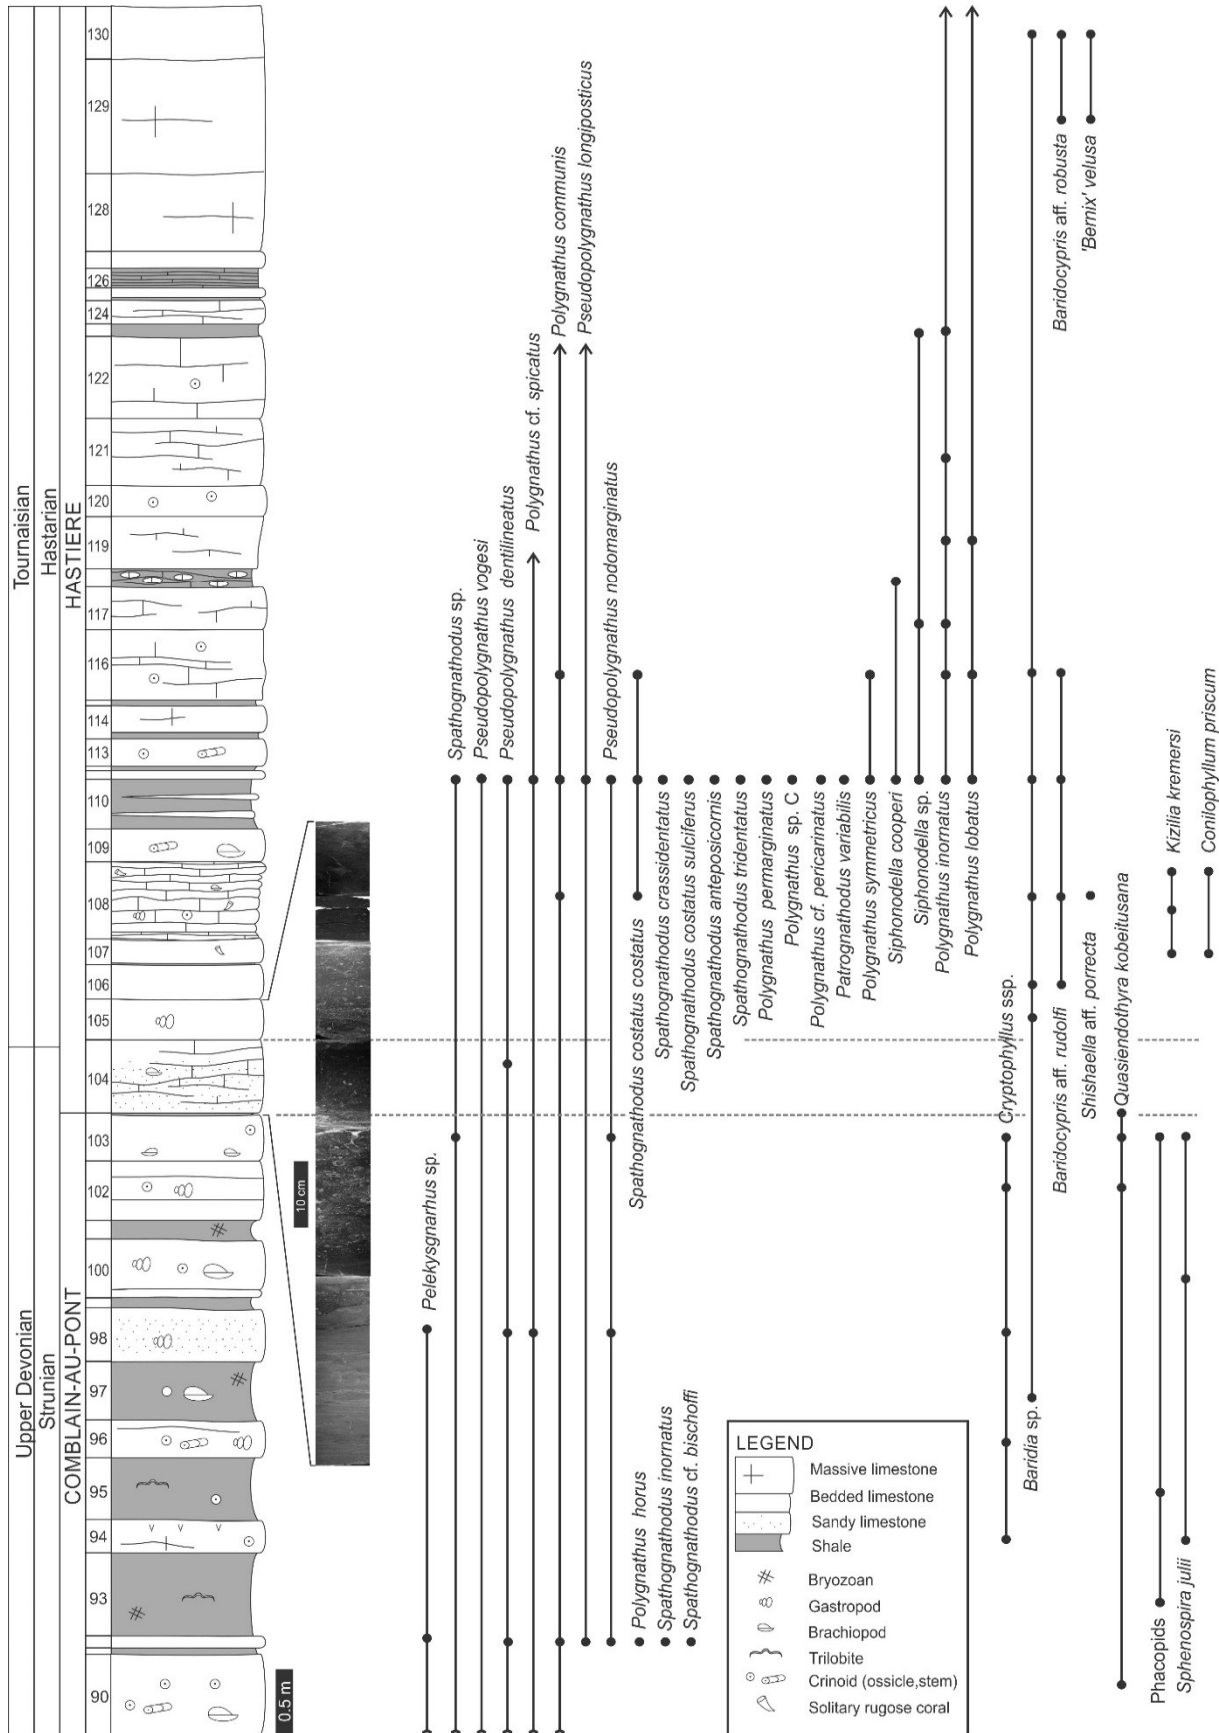 Tournaisian
Hastarian
HASTIERE
Upper Devonian
Strunian
COMBLAIN-AU-PONT
130
129
128
126
124
122
121
120
119
117
116
114
113
110
109
108
107
106
105
104
103
102
100
98
97
96
95
94
93
90
0.5 m
10 cm
Pelekysgnarhus sp.
Spathognathodus sp.
Pseudopolygnathus vogesi
Pseudopolygnathus dentilineatus
Polygnathus cf. spicatus
Polygnathus communis
Pseudopolygnathus longiposticus
Pseudopolygnathus nodomarginatus
Spathognathodus costatus costatus
Spathognathodus crassidentatus
Spathognathodus costatus sulciferus
Spathognathodus anteposicornis
Spathognathodus tridentatus
Polygnathus permarginatus
Polygnathus sp. C
Polygnathus cf. pericarinatus
Patrognathodus variabilis
Polygnathus symmetricus
Siphonodella cooperi
Siphonodella sp.
Polygnathus inornatus
Polygnathus lobatus
Polygnathus horus
Spathognathodus inornatus
Spathognathodus cf. bischoffi
Cryptophyllus ssp.
Baridia sp.
Baridocypris aff. rudolfi
Shishaella aff. porrecta
Baridocypris aff. robusta
'Bernix' velusa
Quasiendothyra kobeitusana
Phacopids
Sphenospira julii
Kizilia kremersi
Conilophyllum priscum
LEGEND
Massive limestone
Bedded limestone
Sandy limestone
Shale
Bryozoan
Gastropod
Brachiopod
Trilobite
Crinoid (ossicle,stem)
Solitary rugose coral